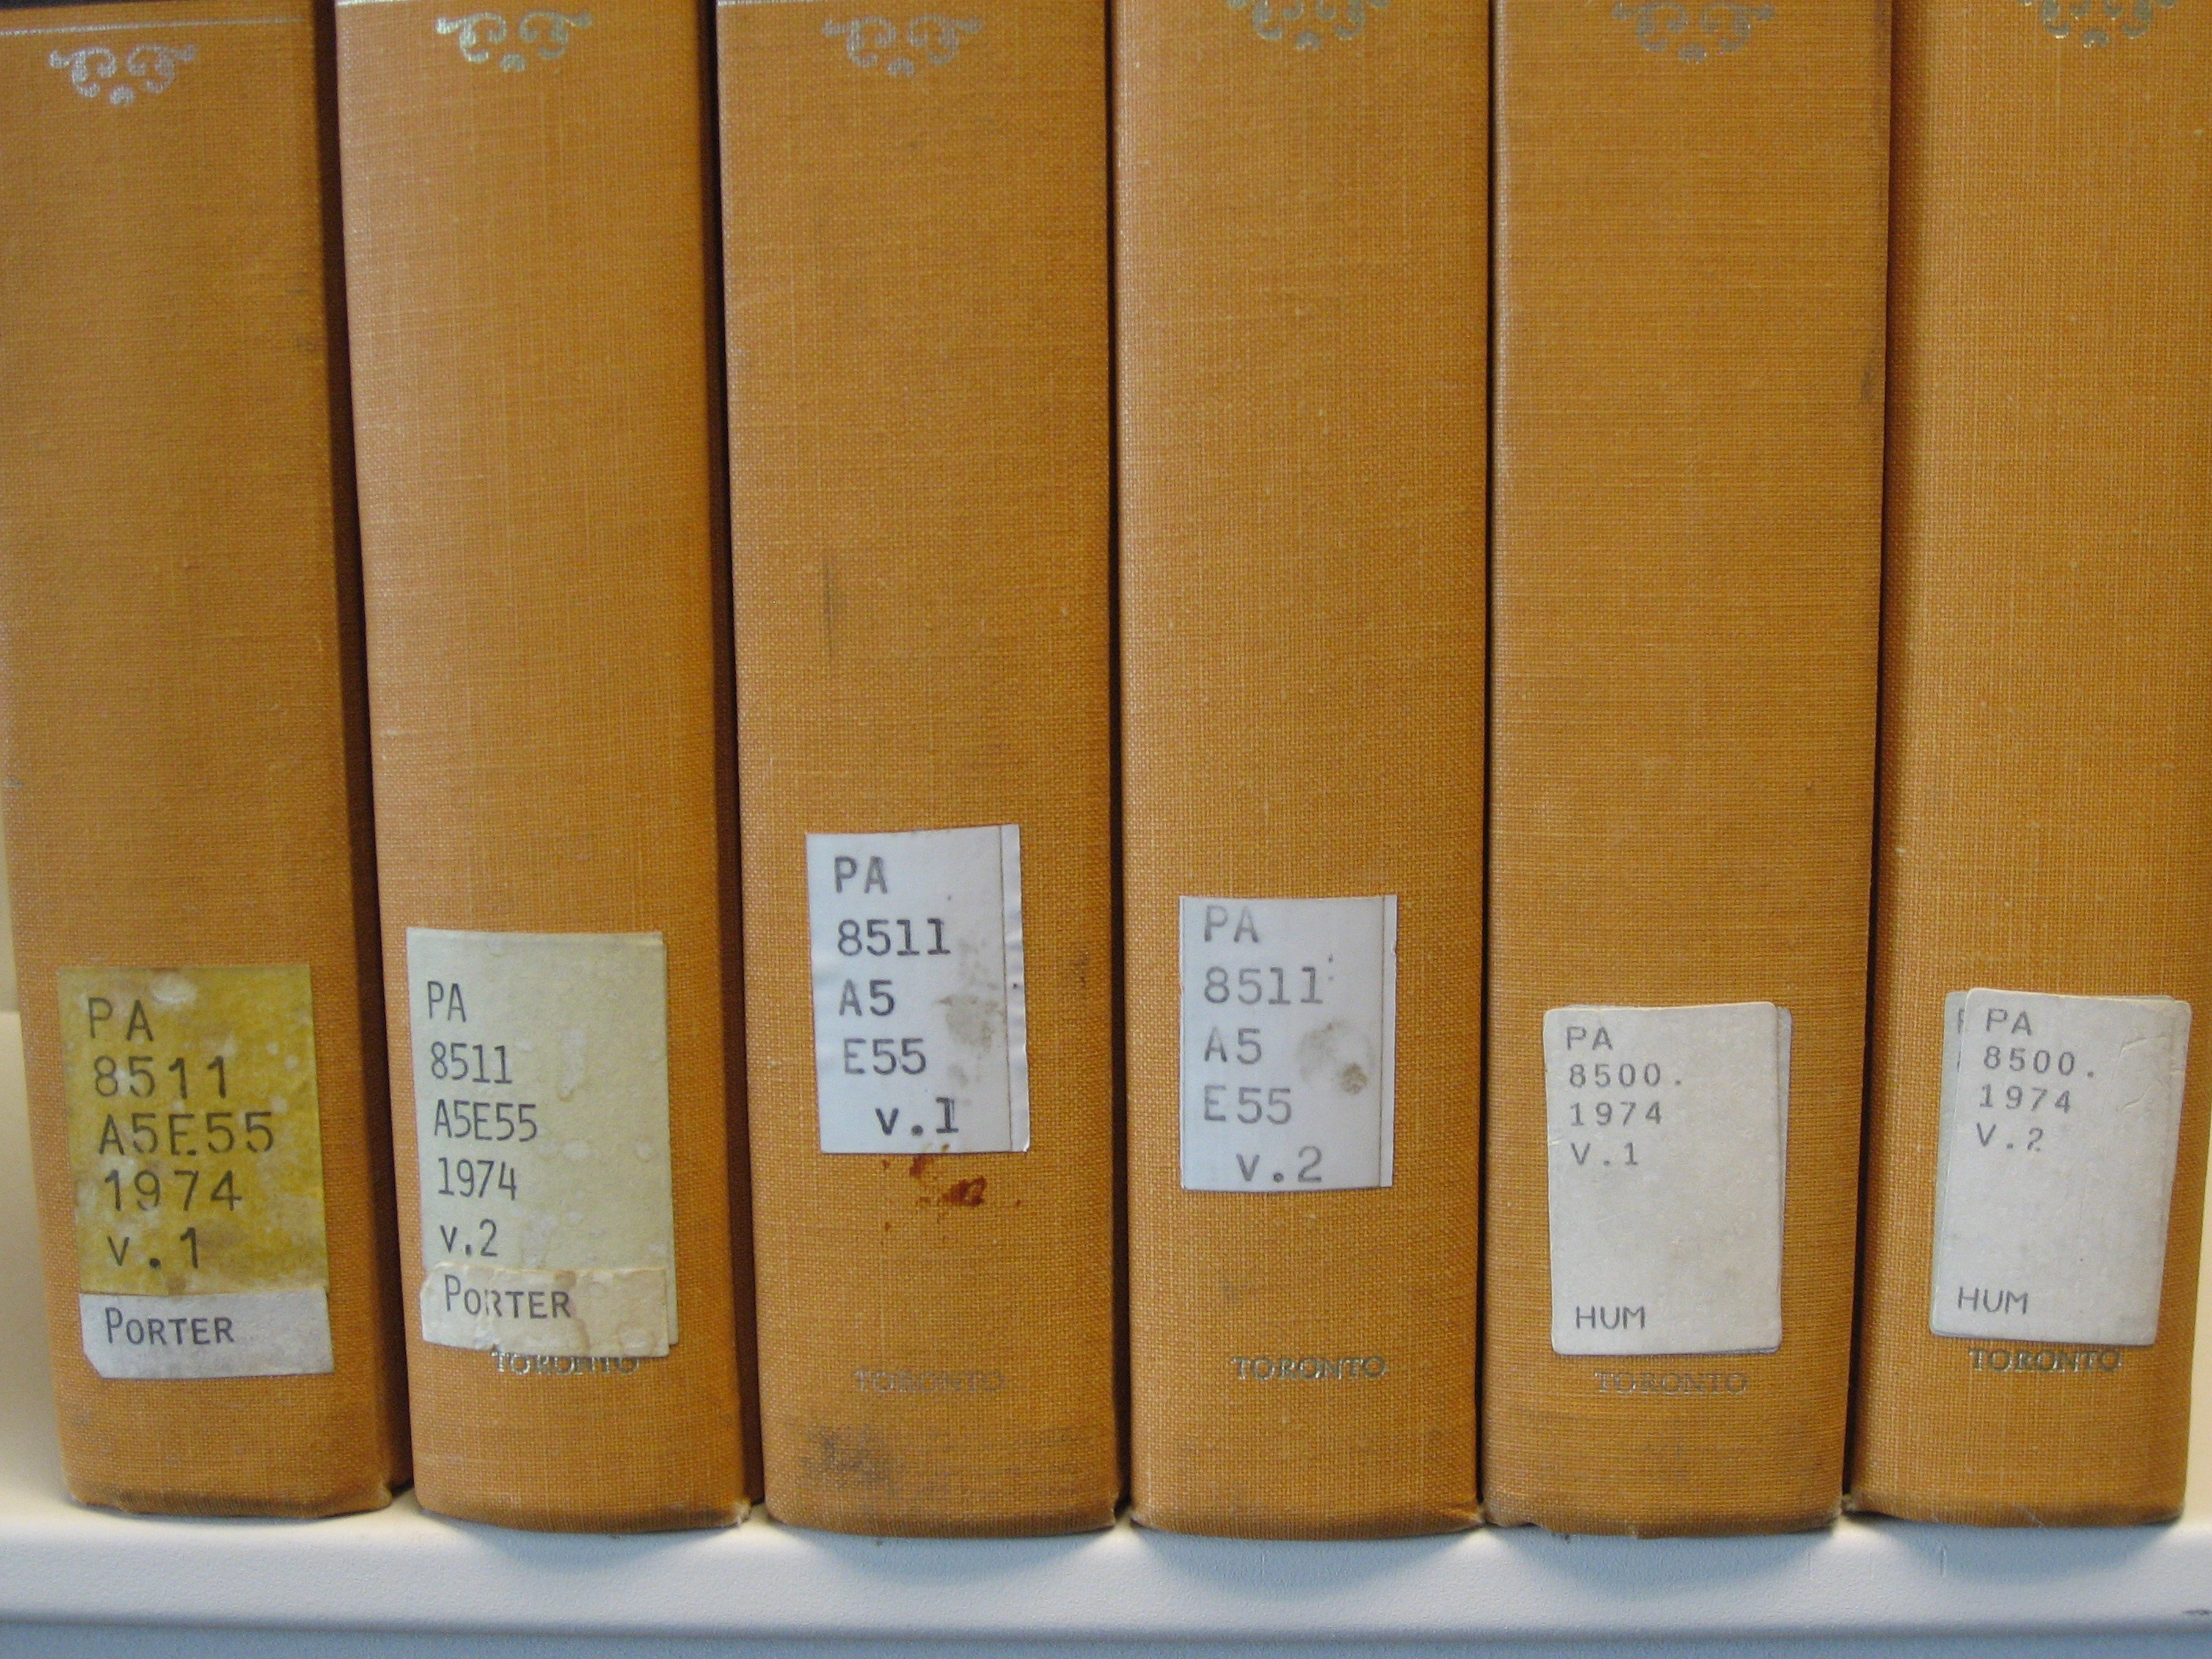 PA
8511
A5E55
1974
v.1
PORTER
PA
8511
A5E55
1974
v.2
PORTER
TORONTO
PA
8511
A5
E55
v.1
TORONTO
PA
8511
A5
E55
v.2
TORONTO
PA
8500.
1974
V.1
HUM
TORONTO
PA
8500.
1974
V.2
HUM
TORONTO